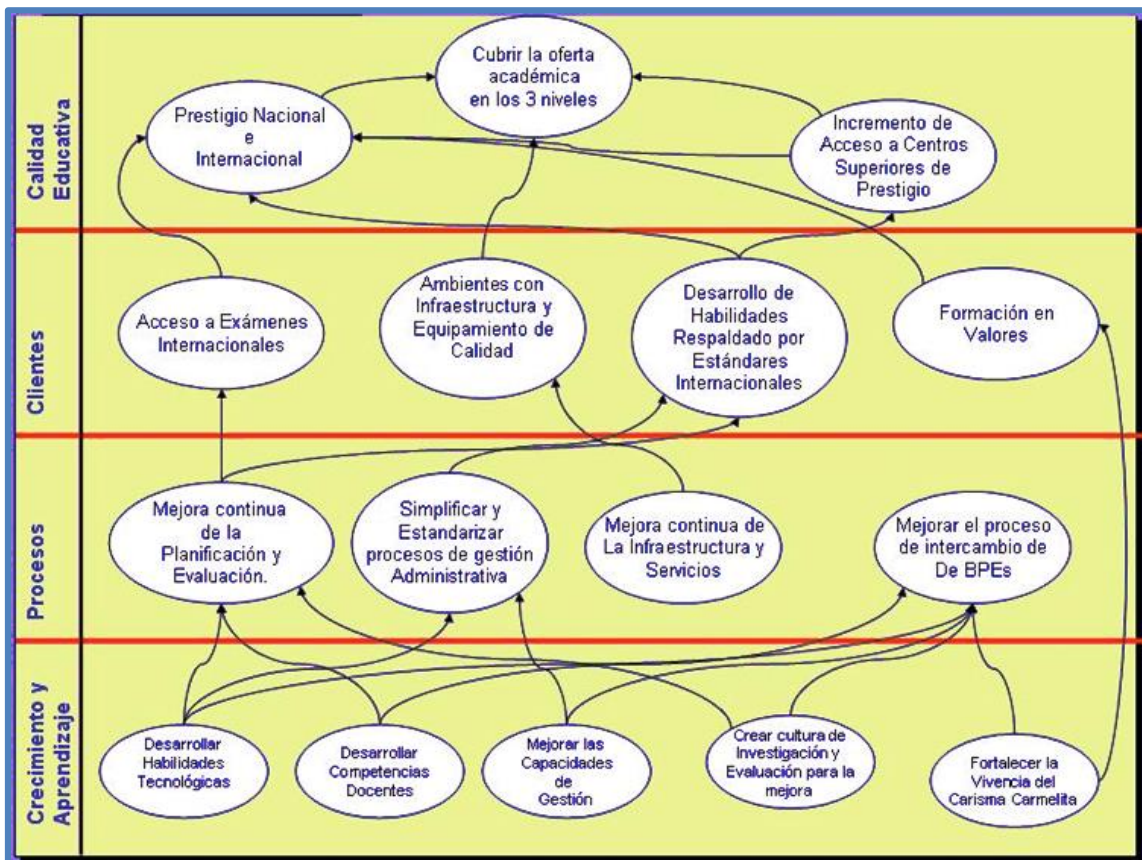 Calidad
Educativa
Cubrir la oferta
académica
en los 3 niveles
Prestigio Nacional
e
Internacional
Incremento de
Acceso a Centros
Superiores de
Prestigio
Clientes
Acceso a Exámenes
Internacionales
Ambientes con
Infraestructura y
Equipamiento de
Calidad
Desarrollo de
Habilidades
Respaldado por
Estándares
Internacionales
Formación en
Valores
Procesos
Mejora continua
de la
Planificación y
Evaluación.
Simplificar y
Estandarizar
procesos de gestión
Administrativa
Mejora continua de
La Infraestructura y
Servicios
Mejorar el proceso
de intercambio de
De BPEs
Crecimiento y
Aprendizaje
Desarrollar
Habilidades
Tecnológicas
Desarrollar
Competencias
Docentes
Mejorar las
Capacidades
de
Gestión
Crear cultura de
Investigación y
Evaluación para la
mejora
Fortalecer la
Vivencia del
Carisma Carmelita